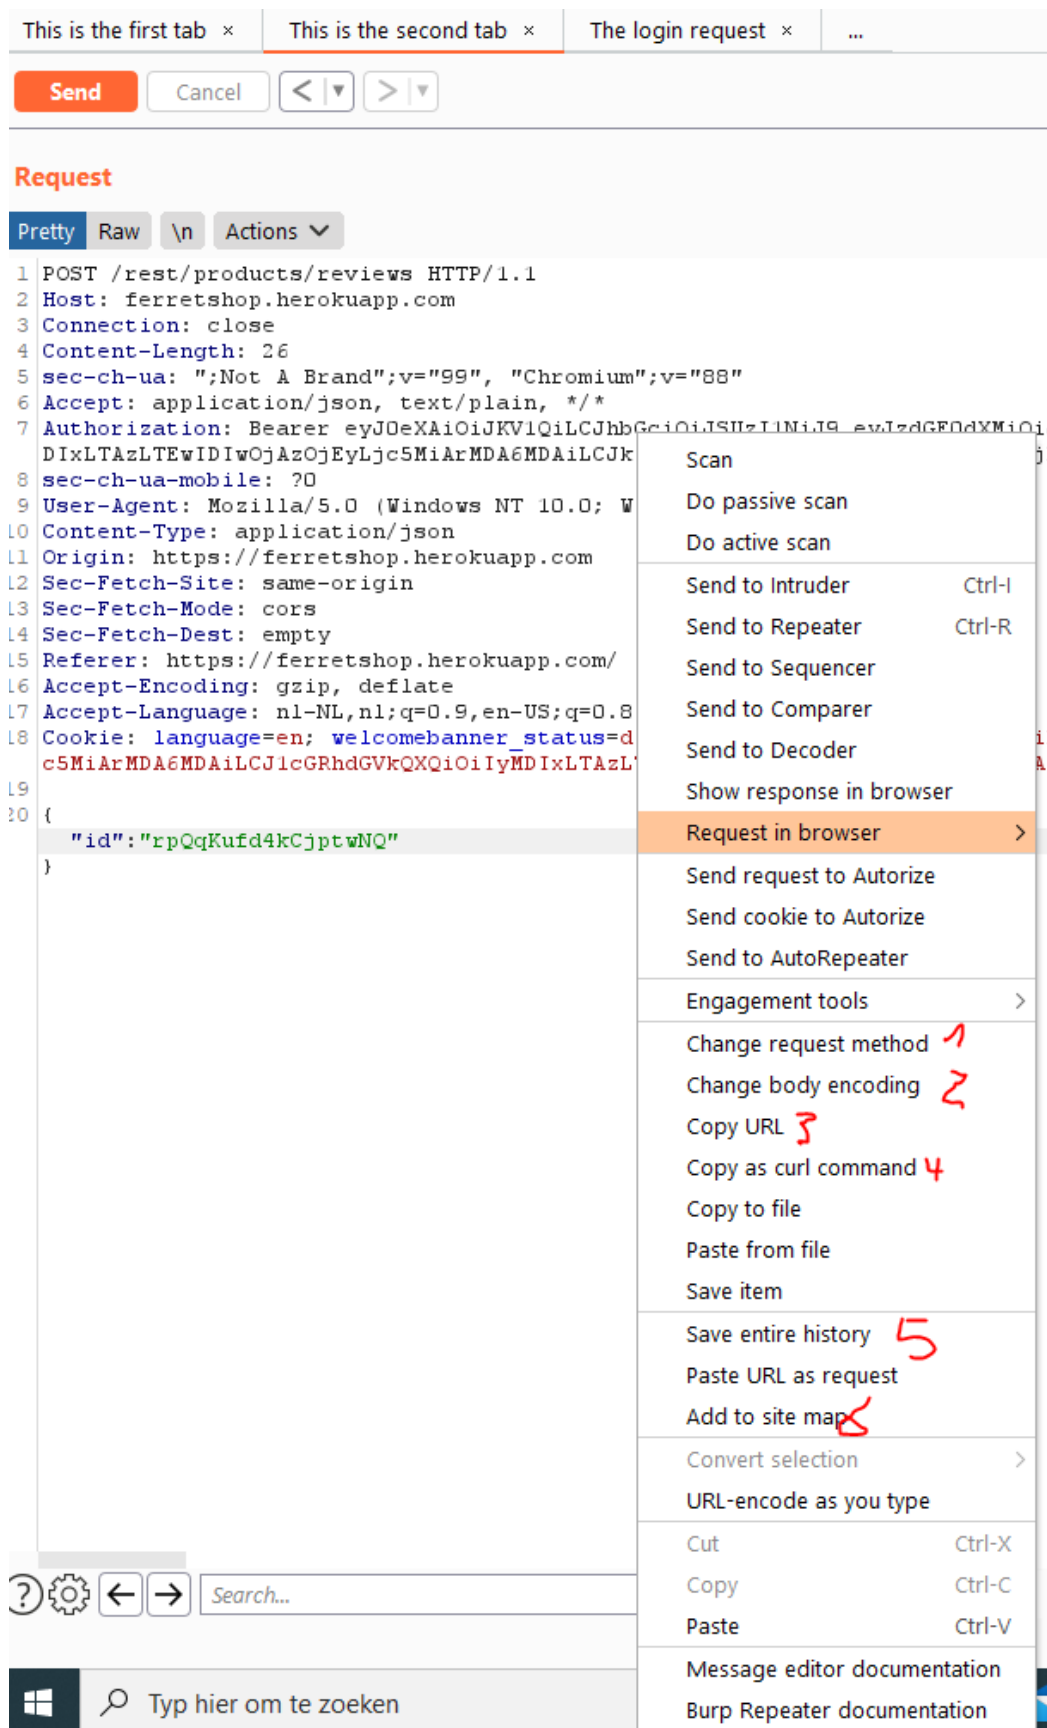 This is the first tab ×
This is the second tab ×
The login request ×
...
Send
Cancel
< ▼
> ▼
Request
Pretty
Raw
\n
Actions
1 POST /rest/products/reviews HTTP/1.1
2 Host: ferretshop.herokuapp.com
3 Connection: close
4 Content-Length: 26
5 sec-ch-ua: ";Not A Brand";v="99", "Chromium";v="88"
6 Accept: application/json, text/plain, */*
7 Authorization: Bearer eyJ0eXAiOiJKV1QiLCJhbGciOiJSUzI1NiJ9.eyJzdGF0dXMiOi
DIxLTAzLTEwIDIwOjAzOjEyLjc5MiArMDA6MDAiLCJk
8 sec-ch-ua-mobile: ?0
9 User-Agent: Mozilla/5.0 (Windows NT 10.0; W
10 Content-Type: application/json
11 Origin: https://ferretshop.herokuapp.com
12 Sec-Fetch-Site: same-origin
13 Sec-Fetch-Mode: cors
14 Sec-Fetch-Dest: empty
15 Referer: https://ferretshop.herokuapp.com/
16 Accept-Encoding: gzip, deflate
17 Accept-Language: nl-NL,nl;q=0.9,en-US;q=0.8
18 Cookie: language=en; welcomebanner_status=d
c5MiArMDA6MDAiLCJ1cGRhdGVkQXQiOiIyMDIxLTAzL
19
20 {
"id":"rpQqKufd4kCjptwNQ"
}
Scan
Do passive scan
Do active scan
Send to Intruder Ctrl-I
Send to Repeater Ctrl-R
Send to Sequencer
Send to Comparer
Send to Decoder
Show response in browser
Request in browser >
Send request to Autorize
Send cookie to Autorize
Send to AutoRepeater
Engagement tools >
Change request method 1
Change body encoding 2
Copy URL 3
Copy as curl command 4
Copy to file
Paste from file
Save item
Save entire history 5
Paste URL as request
Add to site map 6
Convert selection >
URL-encode as you type
Cut Ctrl-X
Copy Ctrl-C
Paste Ctrl-V
Message editor documentation
Burp Repeater documentation
?
Search...
Typ hier om te zoeken